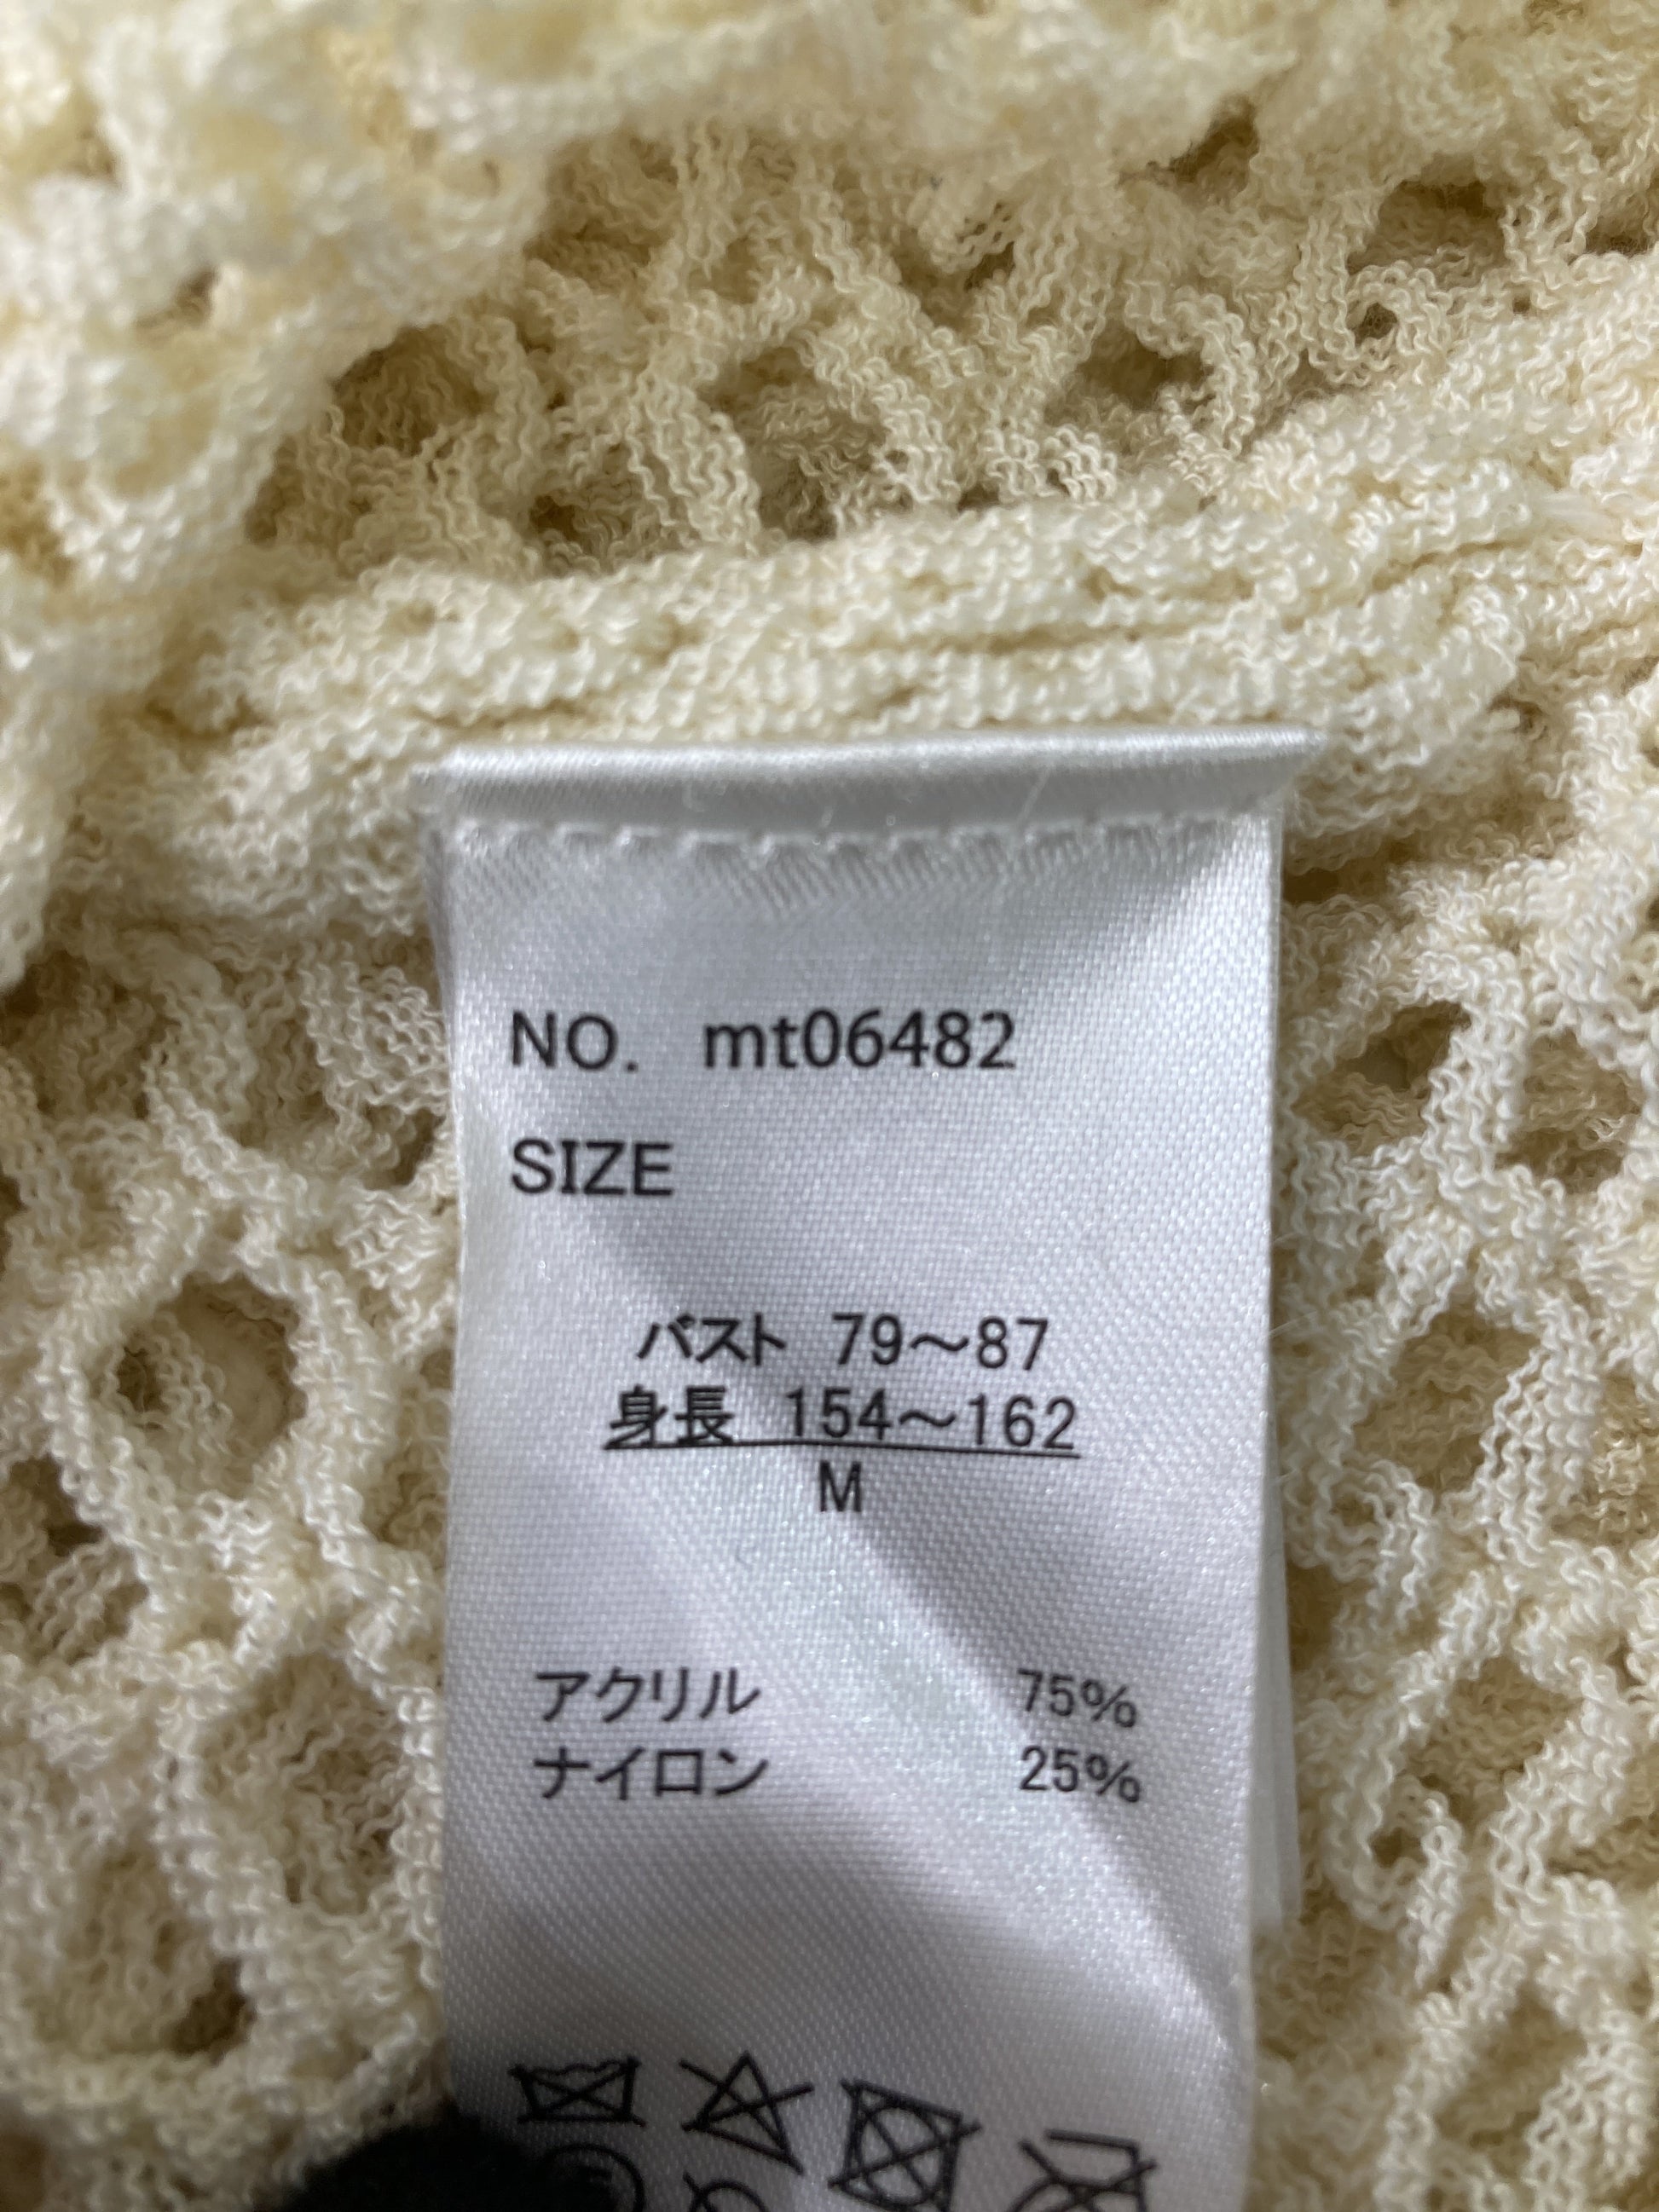 NO. mt06482
SIZE
バスト 79〜87
身長 154〜162
M
アクリル 75%
ナイロン 25%